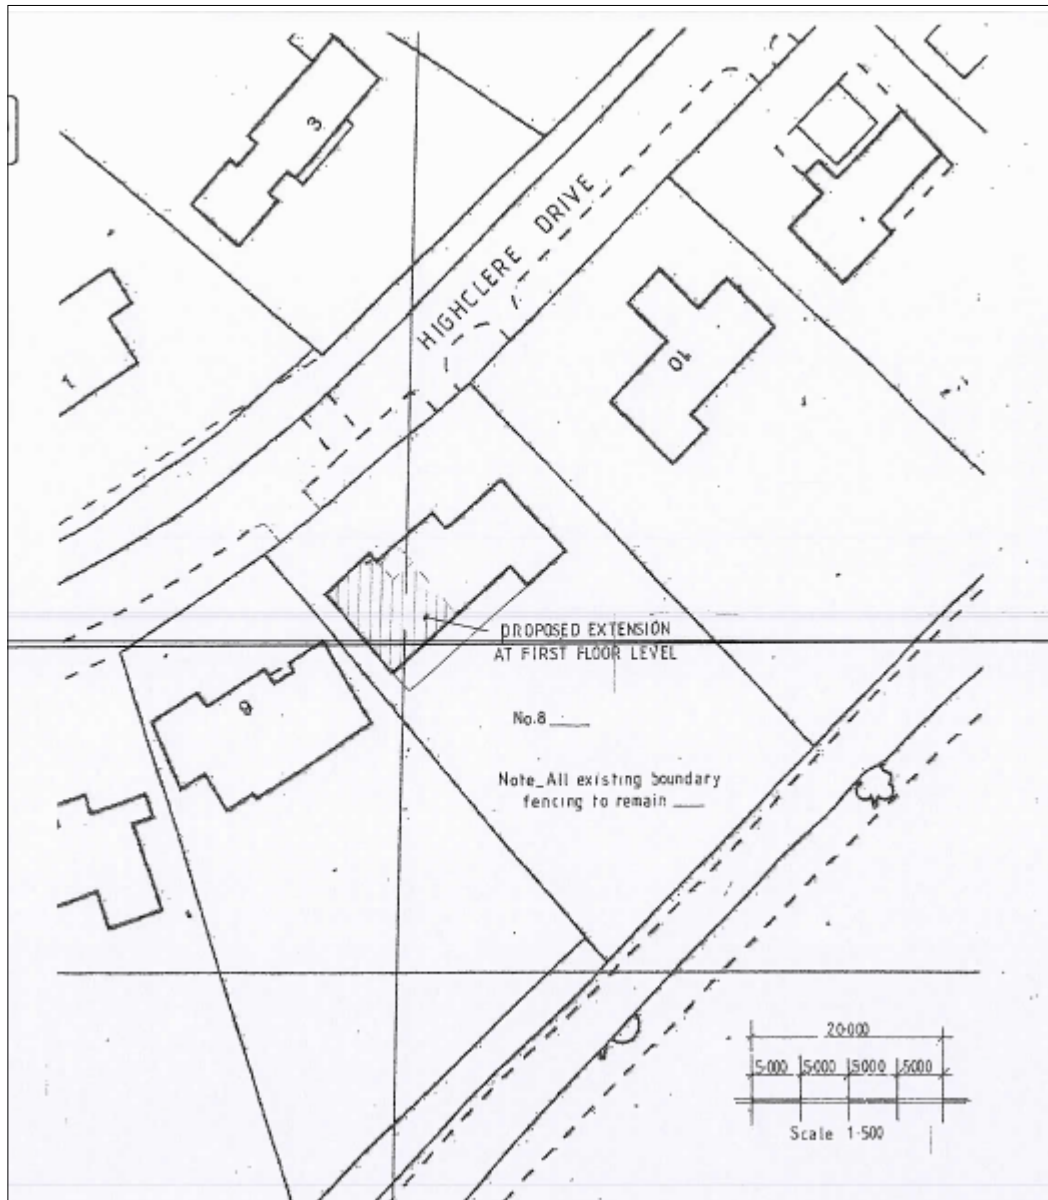 3
HIGHCLERE DRIVE
1
10
PROPOSED EXTENSION
AT FIRST FLOOR LEVEL
6
No.8
Note_All existing boundary
fencing to remain
20·000
5·000 5·000 5·000 5·000
Scale 1·500